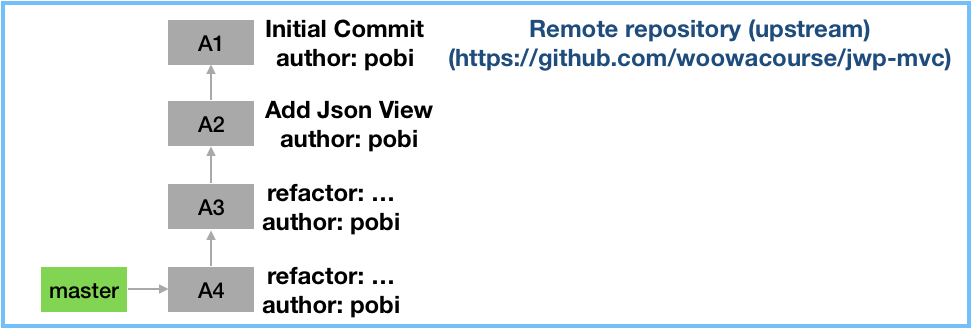 A1
Initial Commit
author: pobi
Remote repository (upstream)
(https://github.com/woowacourse/jwp-mvc)
A2
Add Json View
author: pobi
A3
refactor: …
author: pobi
master
A4
refactor: …
author: pobi